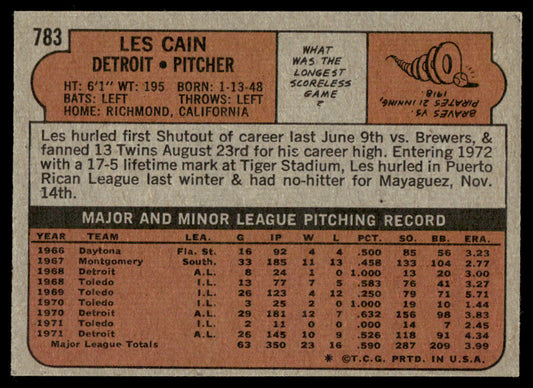 783
LES CAIN
DETROIT • PITCHER
HT: 6'1" WT: 195 BORN: 1-13-48
BATS: LEFT THROWS: LEFT
HOME: RICHMOND, CALIFORNIA
WHAT
WAS THE
LONGEST
SCORELESS
GAME
?
BRAVES VS.
PIRATES 21 INNING,
1918
Les hurled first Shutout of career last June 9th vs. Brewers, &
fanned 13 Twins August 23rd for his career high. Entering 1972
with a 17-5 lifetime mark at Tiger Stadium, Les hurled in Puerto
Rican League last winter & had no-hitter for Mayaguez, Nov.
14th.
MAJOR AND MINOR LEAGUE PITCHING RECORD
YEAR TEAM LEA. G IP W L PCT. SO. BB. ERA.
1966 Daytona Fla. St. 16 92 4 4 .500 85 56 3.23
1967 Montgomery South. 33 185 11 13 .458 133 104 2.77
1968 Detroit A.L. 8 24 1 0 1.000 13 20 3.00
1968 Toledo I.L. 13 77 7 5 .583 76 41 3.27
1969 Toledo I.L. 26 123 4 12 .250 79 71 5.71
1970 Toledo I.L. 3 25 2 0 1.000 19 10 1.44
1970 Detroit A.L. 29 181 12 7 .632 156 98 3.83
1971 Toledo I.L. 2 11 0 0 .000 14 7 2.45
1971 Detroit A.L. 26 145 10 9 .526 118 91 4.34
Major League Totals 63 350 23 16 .590 287 209 3.99
* © T.C.G. PRTD. IN U.S.A.